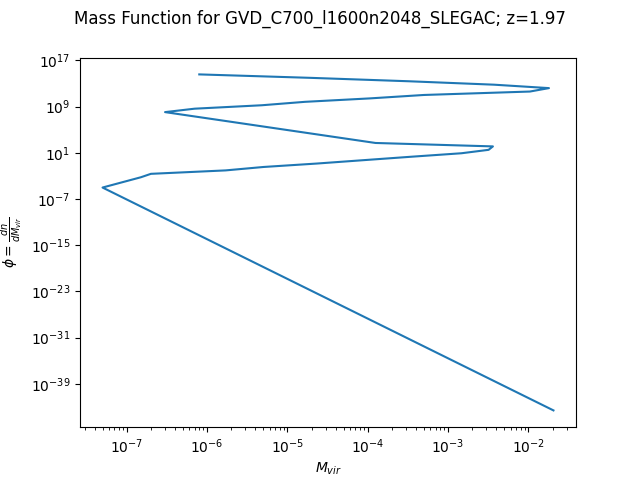 Mass Function for GVD_C700_l1600n2048_SLEGAC; z=1.97
10^17
10^9
10^1
10^-7
10^-15
10^-23
10^-31
10^-39
ϕ = dn/dM_vir
10^-7 10^-6 10^-5 10^-4 10^-3 10^-2
M_vir